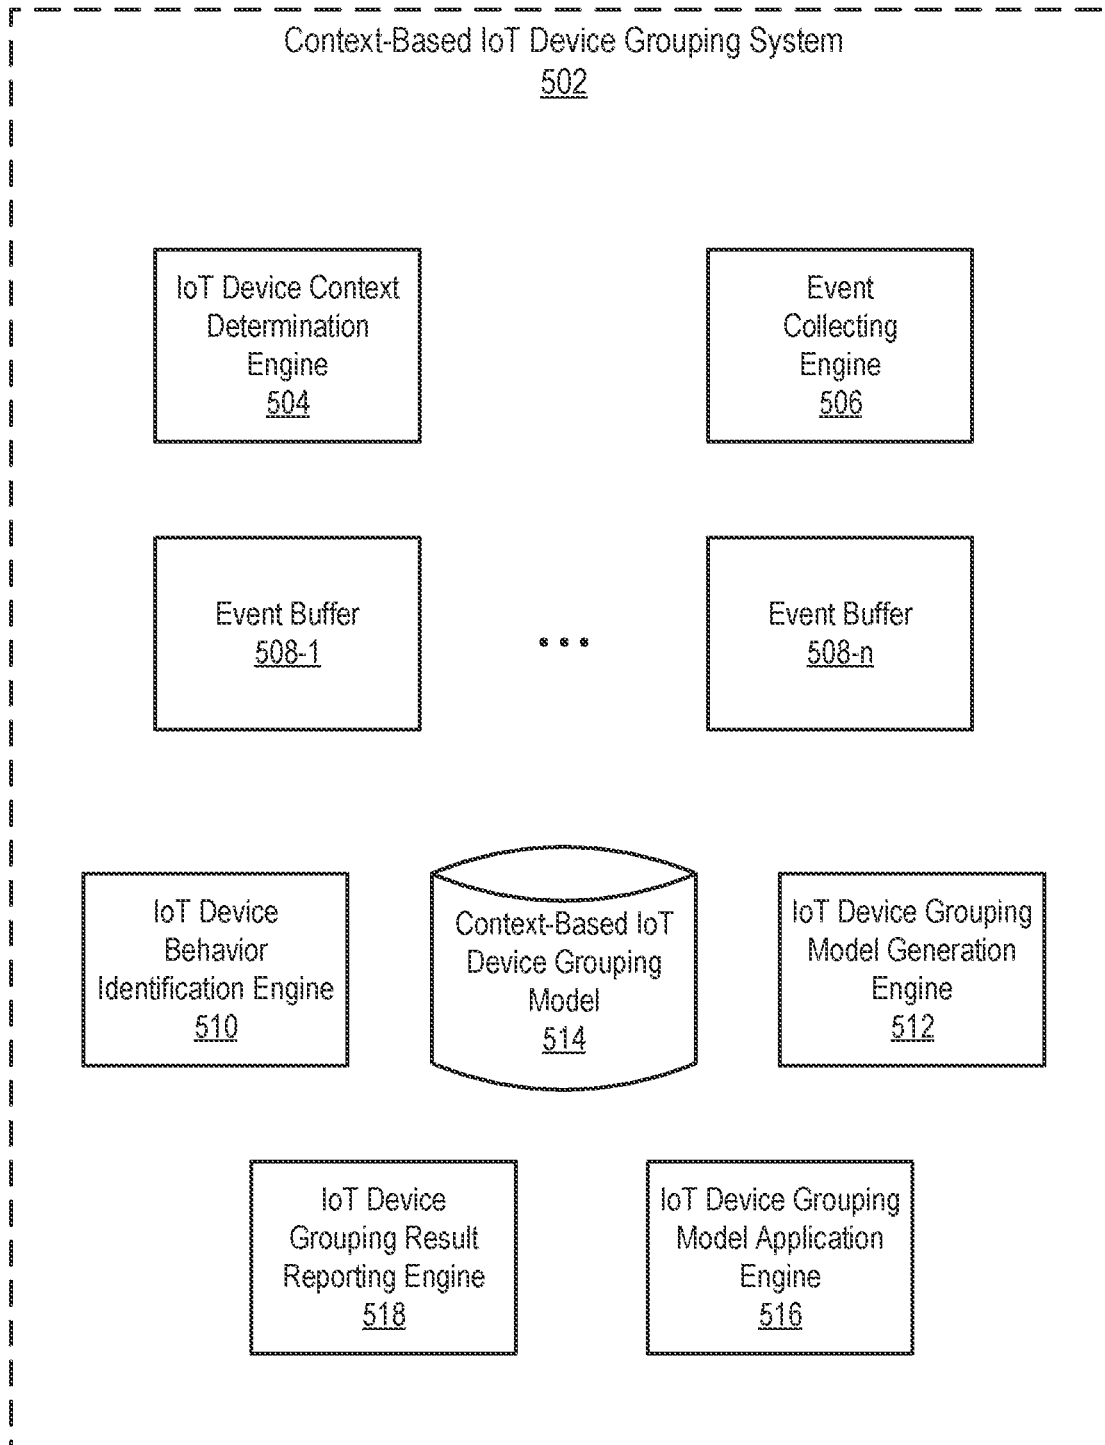 Context-Based IoT Device Grouping System
502
IoT Device Context
Determination
Engine
504
Event
Collecting
Engine
506
Event Buffer
508-1
...
Event Buffer
508-n
IoT Device
Behavior
Identification Engine
510
Context-Based IoT
Device Grouping
Model
514
IoT Device Grouping
Model Generation
Engine
512
IoT Device
Grouping Result
Reporting Engine
518
IoT Device Grouping
Model Application
Engine
516